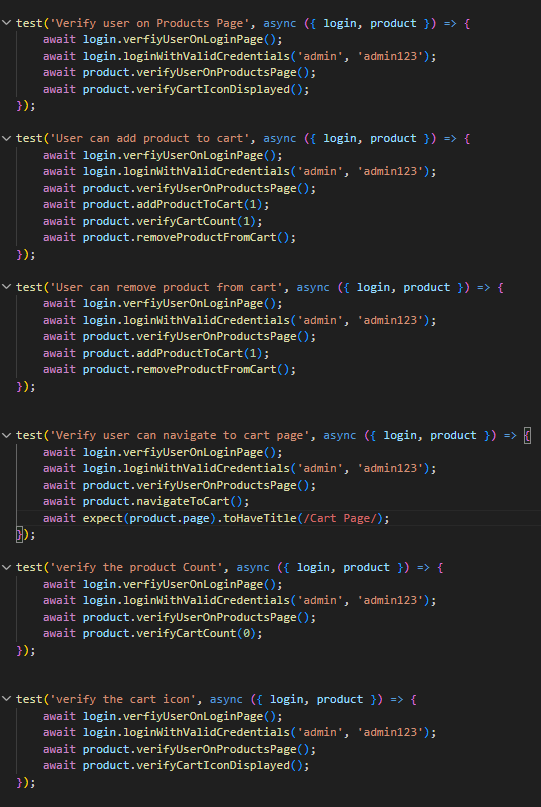 test('Verify user on Products Page', async ({ login, product }) => {
    await login.verfiyUserOnLoginPage();
    await login.loginWithValidCredentials('admin', 'admin123');
    await product.verifyUserOnProductsPage();
    await product.verifyCartIconDisplayed();
});
test('User can add product to cart', async ({ login, product }) => {
    await login.verfiyUserOnLoginPage();
    await login.loginWithValidCredentials('admin', 'admin123');
    await product.verifyUserOnProductsPage();
    await product.addProductToCart(1);
    await product.verifyCartCount(1);
    await product.removeProductFromCart();
});
test('User can remove product from cart', async ({ login, product }) => {
    await login.verfiyUserOnLoginPage();
    await login.loginWithValidCredentials('admin', 'admin123');
    await product.verifyUserOnProductsPage();
    await product.addProductToCart(1);
    await product.removeProductFromCart();
});
test('Verify user can navigate to cart page', async ({ login, product }) => {
    await login.verfiyUserOnLoginPage();
    await login.loginWithValidCredentials('admin', 'admin123');
    await product.verifyUserOnProductsPage();
    await product.navigateToCart();
    await expect(product.page).toHaveTitle(/Cart Page/);
});
test('verify the product Count', async ({ login, product }) => {
    await login.verfiyUserOnLoginPage();
    await login.loginWithValidCredentials('admin', 'admin123');
    await product.verifyUserOnProductsPage();
    await product.verifyCartCount(0);
});
test('verify the cart icon', async ({ login, product }) => {
    await login.verfiyUserOnLoginPage();
    await login.loginWithValidCredentials('admin', 'admin123');
    await product.verifyUserOnProductsPage();
    await product.verifyCartIconDisplayed();
});